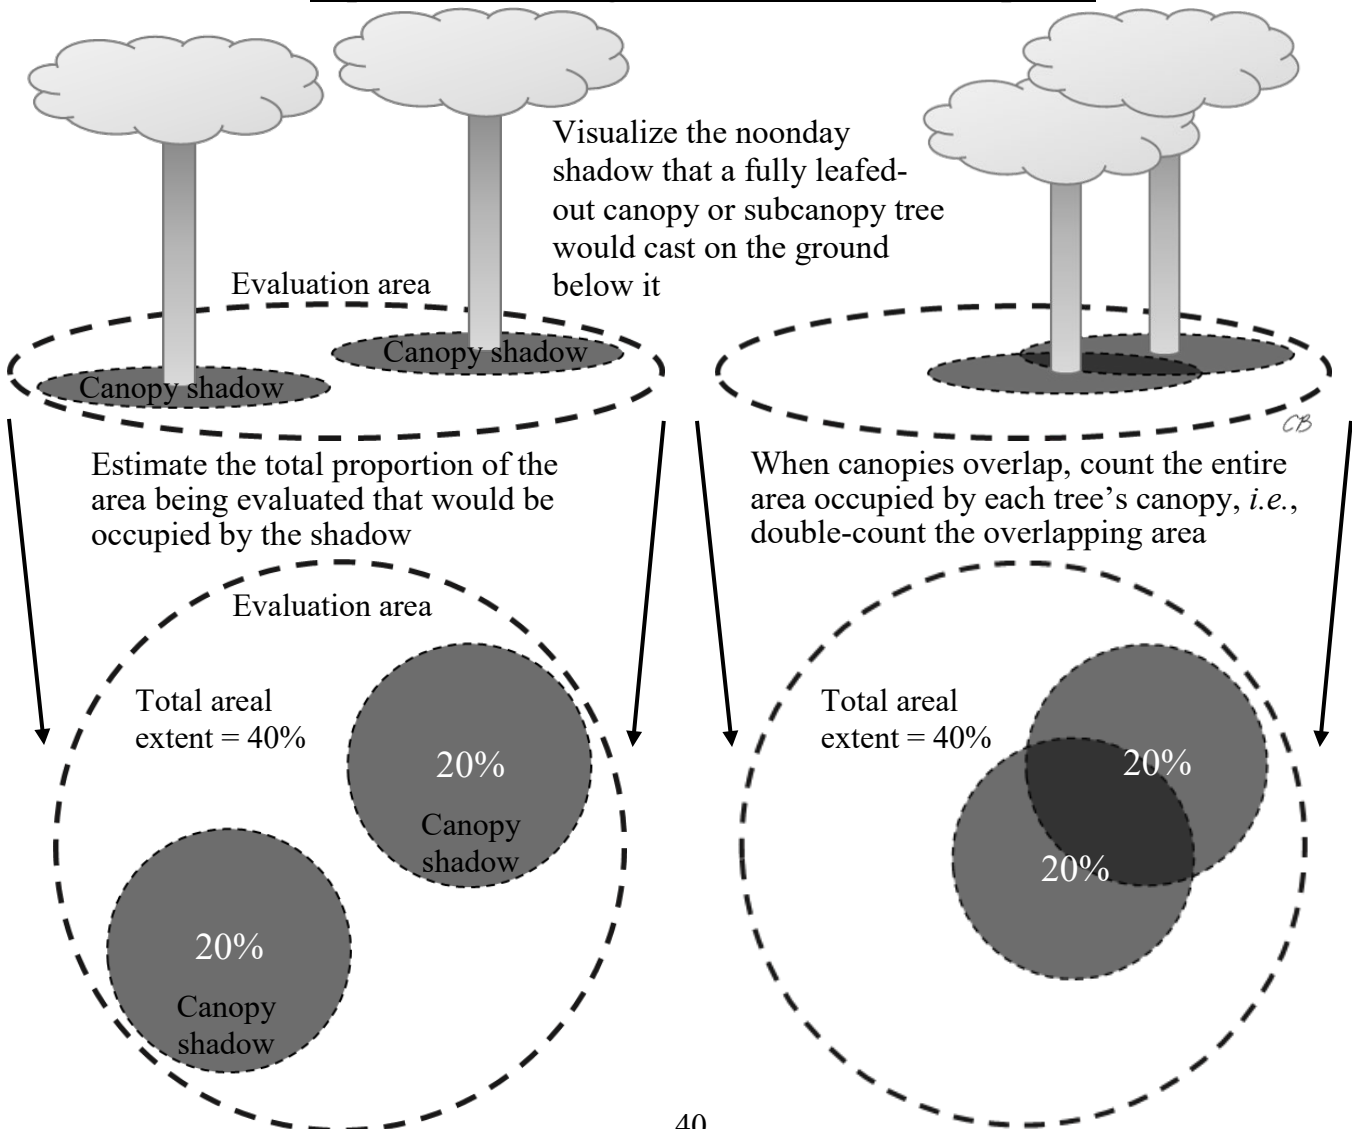 Visualize the noonday
shadow that a fully leafed-
out canopy or subcanopy tree
would cast on the ground
below it
Evaluation area
Canopy shadow
Canopy shadow
CB
Estimate the total proportion of the
area being evaluated that would be
occupied by the shadow
When canopies overlap, count the entire
area occupied by each tree’s canopy, i.e.,
double-count the overlapping area
Evaluation area
Total areal
extent = 40%
20%
Canopy
shadow
20%
Canopy
shadow
Total areal
extent = 40%
20%
20%
40